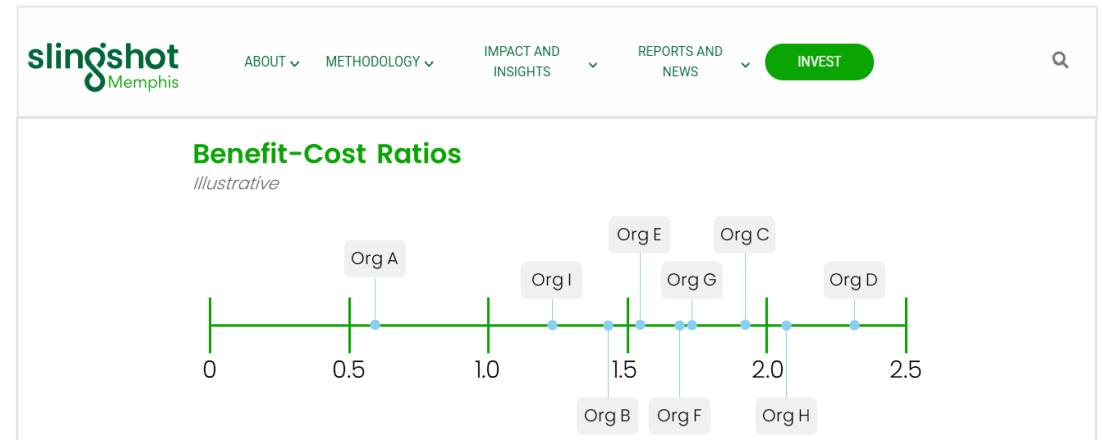 slingshot
Memphis
ABOUT
METHODOLOGY
IMPACT AND
INSIGHTS
REPORTS AND
NEWS
INVEST
Benefit-Cost Ratios
Illustrative
Org E
Org C
Org A
Org I
Org G
Org D
0
0.5
1.0
1.5
2.0
2.5
Org B
Org F
Org H